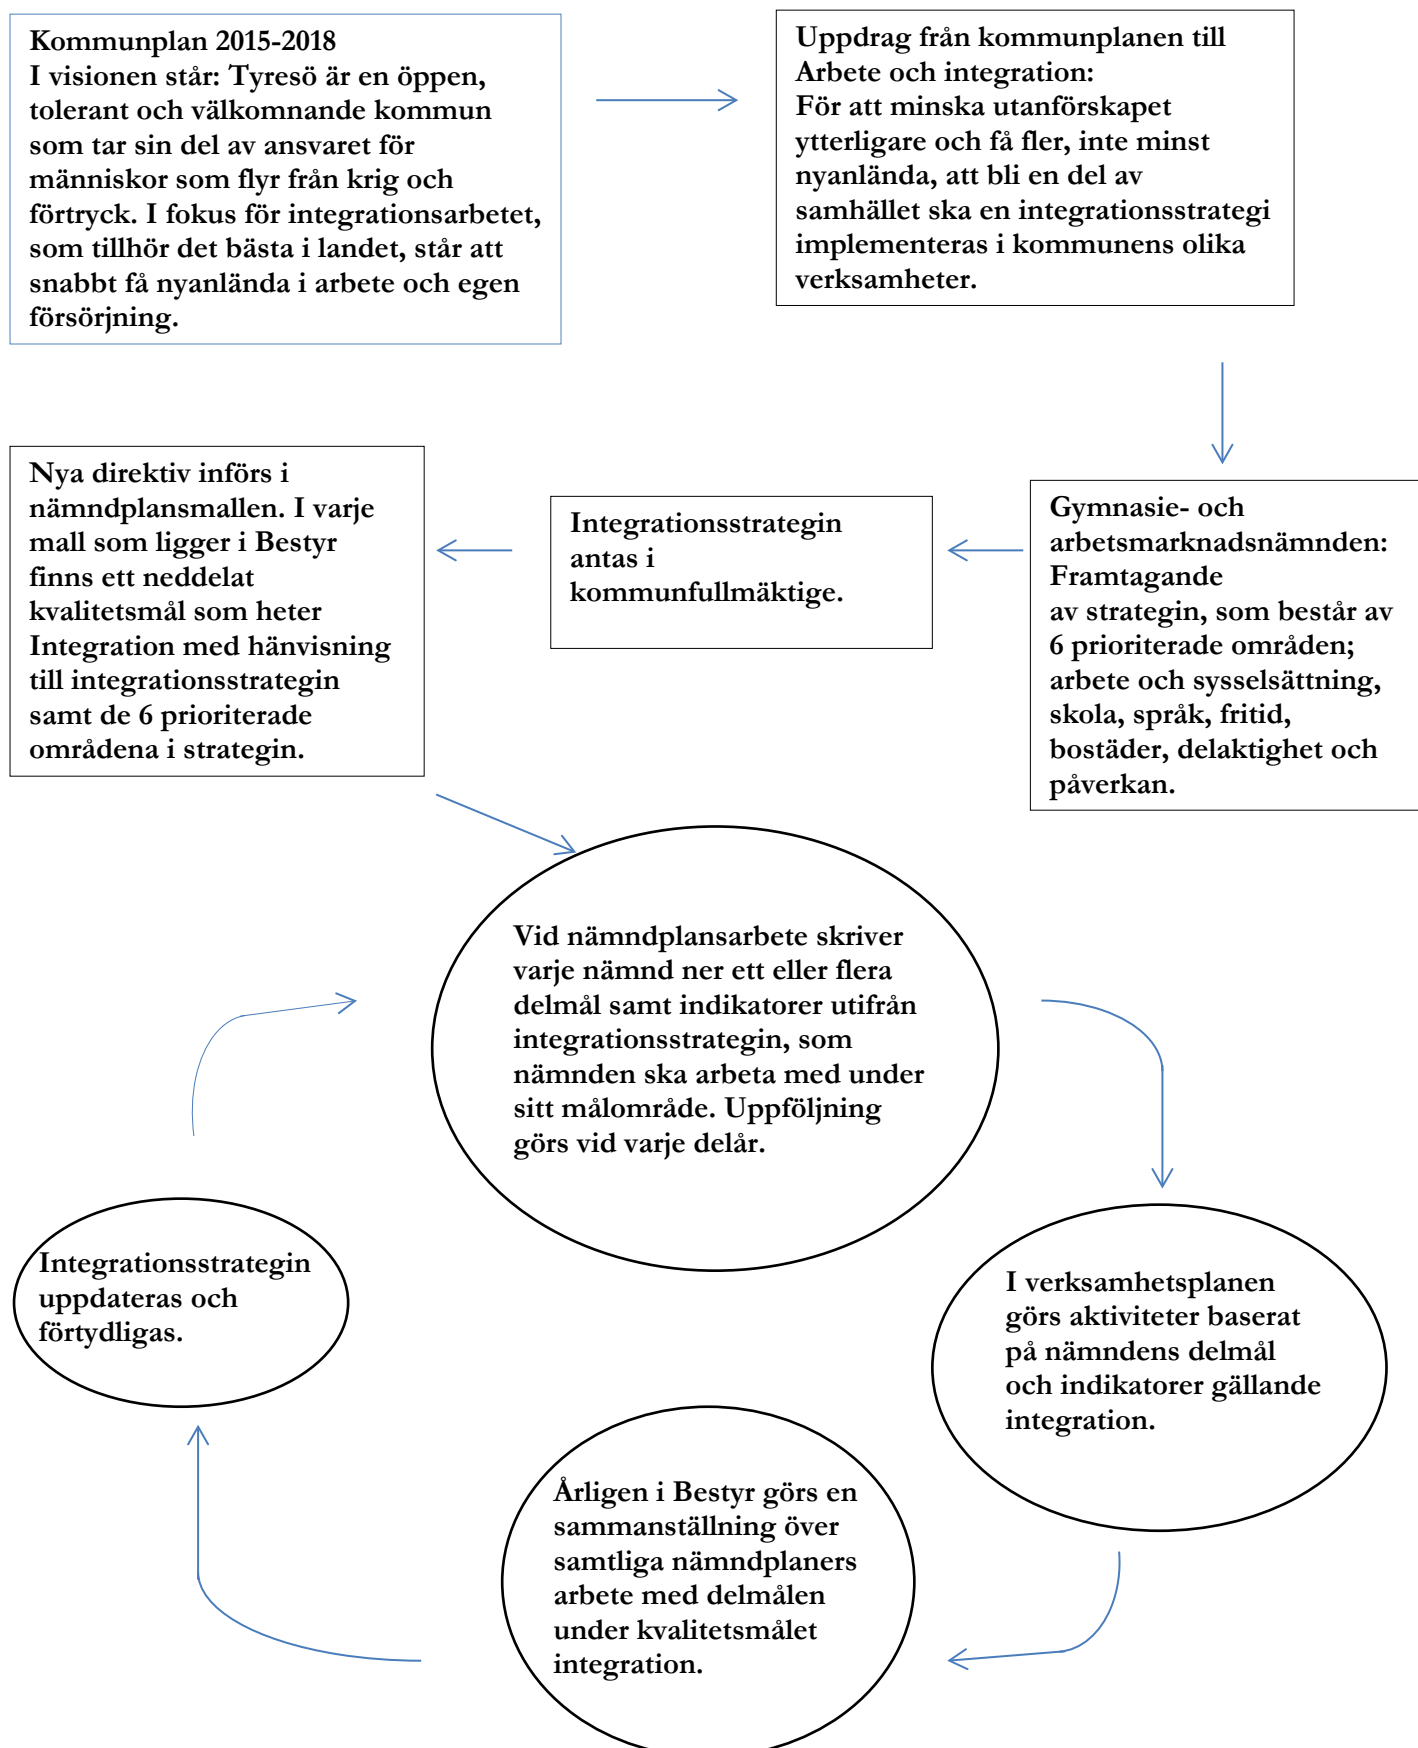 Kommunplan 2015-2018
I visionen står: Tyresö är en öppen,
tolerant och välkomnande kommun
som tar sin del av ansvaret för
människor som flyr från krig och
förtryck. I fokus för integrationsarbetet,
som tillhör det bästa i landet, står att
snabbt få nyanlända i arbete och egen
försörjning.
Uppdrag från kommunplanen till
Arbete och integration:
För att minska utanförskapet
ytterligare och få fler, inte minst
nyanlända, att bli en del av
samhället ska en integrationsstrategi
implementeras i kommunens olika
verksamheter.
Gymnasie- och
arbetsmarknadsnämnden:
Framtagande
av strategin, som består av
6 prioriterade områden;
arbete och sysselsättning,
skola, språk, fritid,
bostäder, delaktighet och
påverkan.
Integrationsstrategin
antas i
kommunfullmäktige.
Nya direktiv införs i
nämndplansmallen. I varje
mall som ligger i Bestyr
finns ett neddelat
kvalitetsmål som heter
Integration med hänvisning
till integrationsstrategin
samt de 6 prioriterade
områdena i strategin.
Vid nämndplansarbete skriver
varje nämnd ner ett eller flera
delmål samt indikatorer utifrån
integrationsstrategin, som
nämnden ska arbeta med under
sitt målområde. Uppföljning
görs vid varje delår.
I verksamhetsplanen
görs aktiviteter baserat
på nämndens delmål
och indikatorer gällande
integration.
Årligen i Bestyr görs en
sammanställning över
samtliga nämndplaners
arbete med delmålen
under kvalitetsmålet
integration.
Integrationsstrategin
uppdateras och
förtydligas.